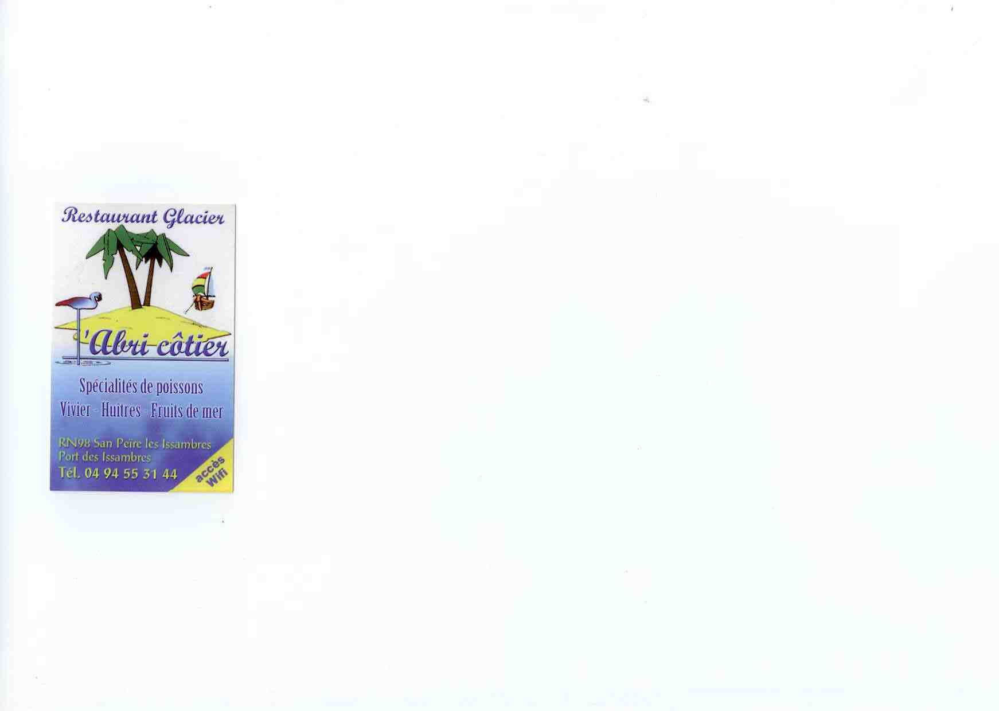 Restaurant Glacier
l'Abri côtier
Spécialités de poissons
Vivier - Huîtres - Fruits de mer
RN98 San Peïre les Issambres
Port des Issambres
Tél. 04 94 55 31 44
accès
Wifi